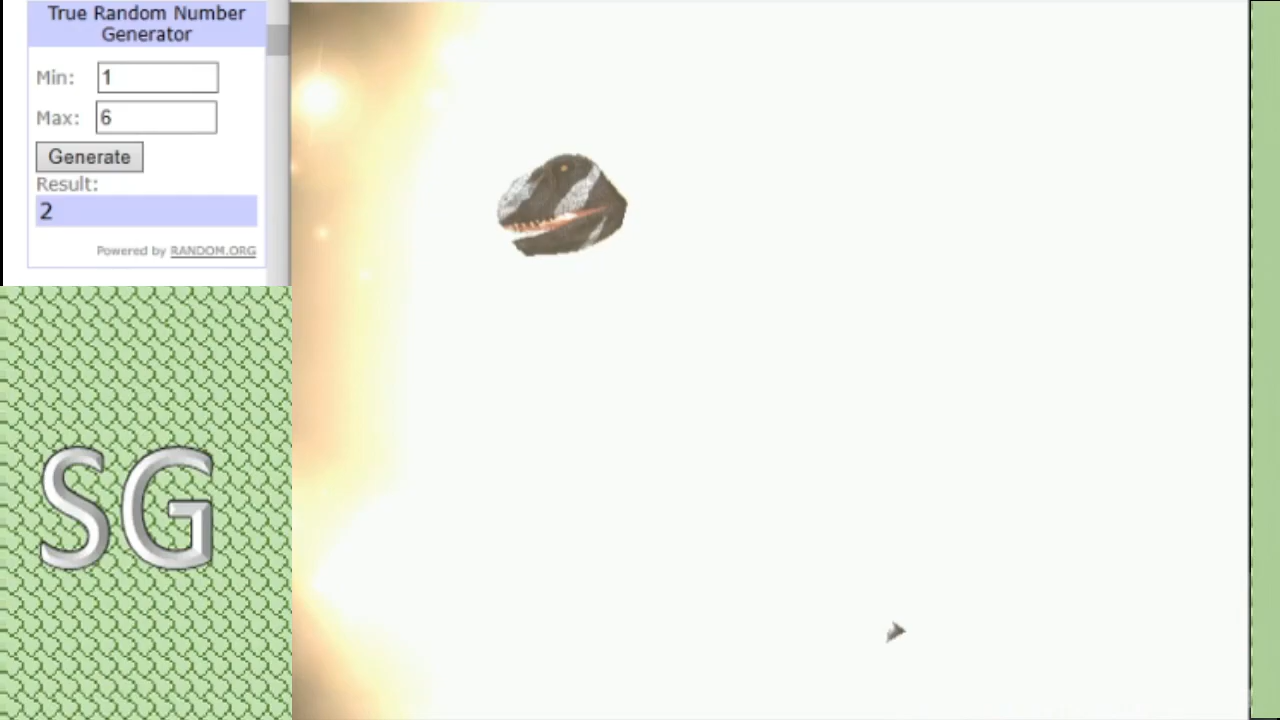 True Random Number
Generator
Min: 1
Max: 6
Generate
Result:
2
Powered by RANDOM.ORG
SG